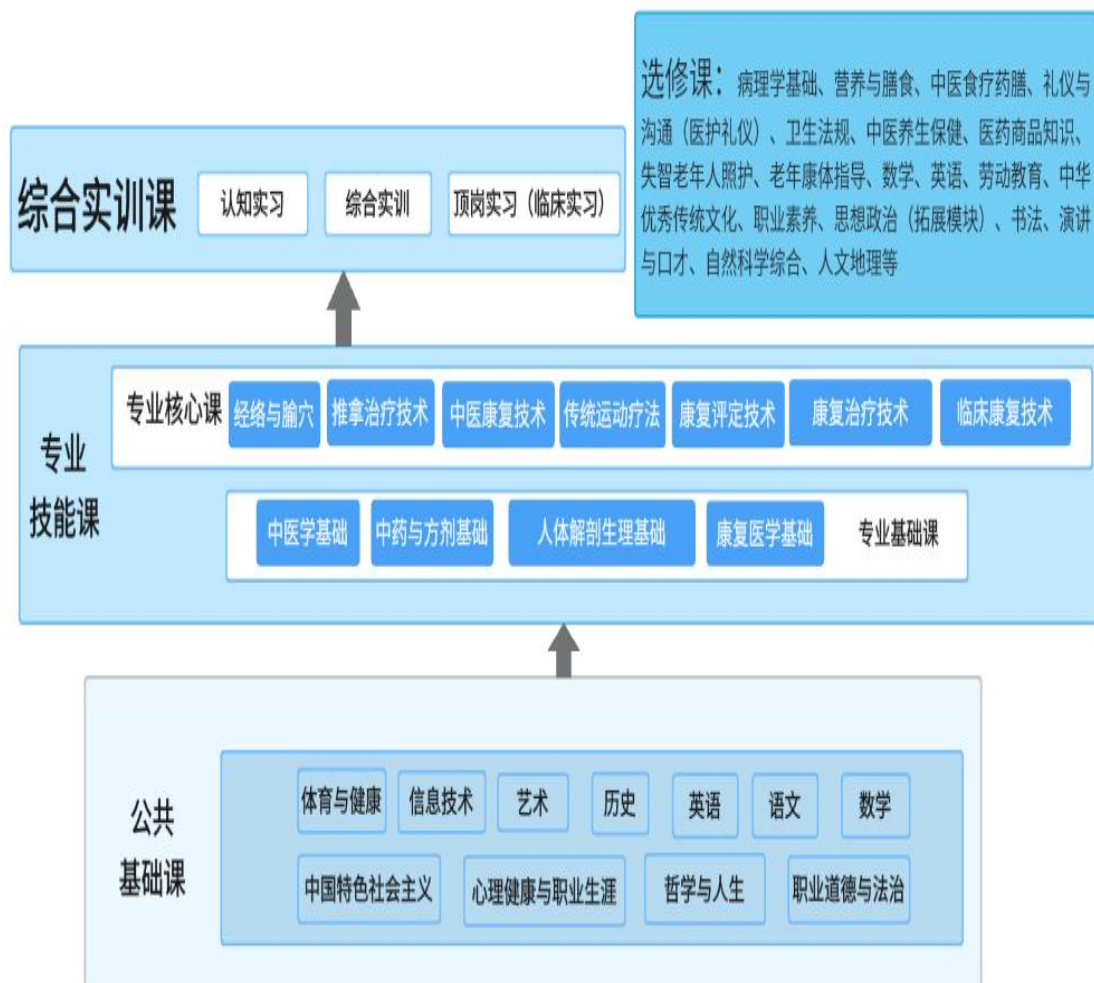 选修课：病理学基础、营养与膳食、中医食疗药膳、礼仪与
沟通（医护礼仪）、卫生法规、中医养生保健、医药商品知识、
失智老年人照护、老年康体指导、数学、英语、劳动教育、中华
优秀传统文化、职业素养、思想政治（拓展模块）、书法、演讲
与口才、自然科学综合、人文地理等
综合实训课 认知实习 综合实训 顶岗实习（临床实习）
专业
技能课
专业核心课 经络与腧穴 推拿治疗技术 中医康复技术 传统运动疗法 康复评定技术 康复治疗技术 临床康复技术
中医学基础 中药与方剂基础 人体解剖生理基础 康复医学基础 专业基础课
公共
基础课
体育与健康 信息技术 艺术 历史 英语 语文 数学
中国特色社会主义 心理健康与职业生涯 哲学与人生 职业道德与法治